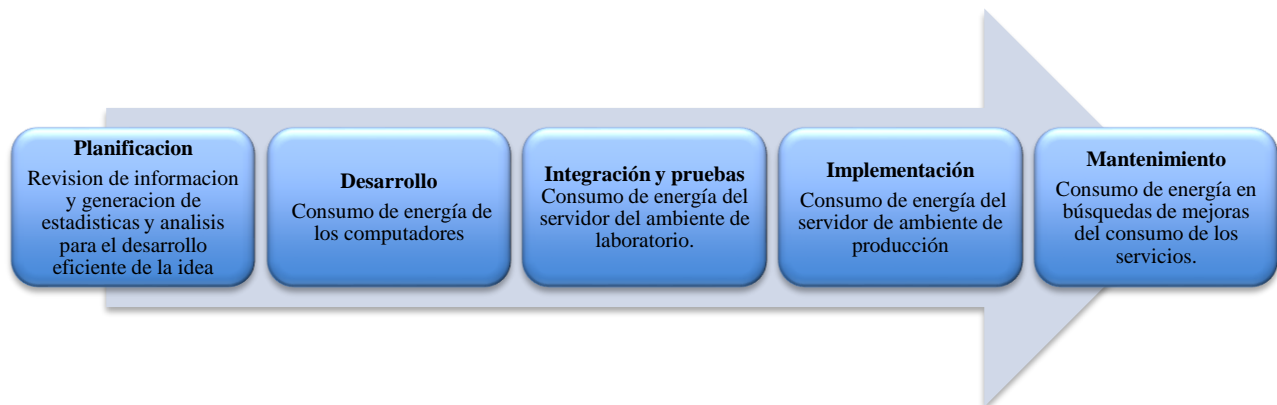 Planificacion
Revision de informacion
y generacion de
estadisticas y analisis
para el desarrollo
eficiente de la idea
Desarrollo
Consumo de energía de
los computadores
Integración y pruebas
Consumo de energía del
servidor del ambiente de
laboratorio.
Implementación
Consumo de energía del
servidor de ambiente de
producción
Mantenimiento
Consumo de energía en
búsquedas de mejoras
del consumo de los
servicios.